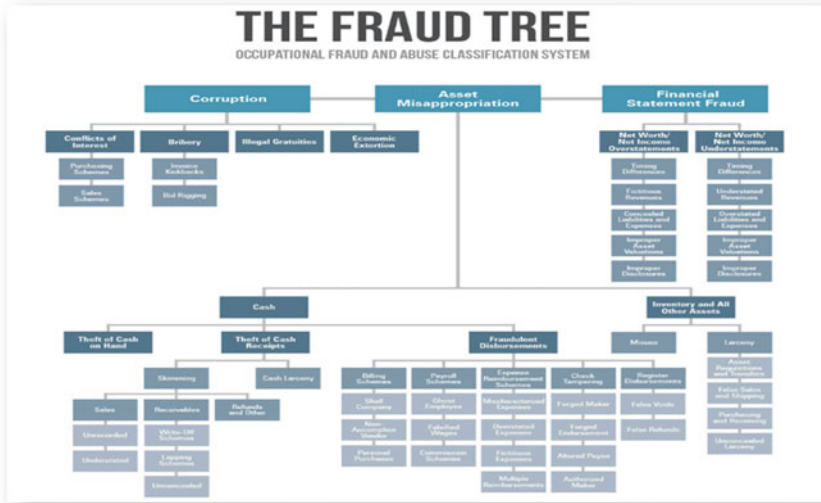 THE FRAUD TREE
OCCUPATIONAL FRAUD AND ABUSE CLASSIFICATION SYSTEM
Corruption
Asset
Misappropriation
Financial
Statement Fraud
Conflicts of
Interest
Bribery
Illegal Gratuities
Economic
Extortion
Net Worth/
Net Income
Overstatements
Net Worth/
Net Income
Understatements
Purchasing
Schemes
Sales
Schemes
Invoice
Kickbacks
Bid Rigging
Timing
Differences
Fictitious
Revenues
Concealed
Liabilities and
Expenses
Improper
Asset
Valuations
Improper
Disclosures
Timing
Differences
Understated
Revenues
Overstated
Liabilities and
Expenses
Improper
Asset
Valuations
Improper
Disclosures
Cash
Inventory and All
Other Assets
Theft of Cash
on Hand
Theft of Cash
Receipts
Fraudulent
Disbursements
Misuse
Larceny
Skimming
Cash Larceny
Sales
Receivables
Refunds
and Other
Unrecorded
Understated
Write-Off
Schemes
Lapping
Schemes
Unconcealed
Billing
Schemes
Shell
Company
Non-
Accomplice
Vendor
Personal
Purchases
Payroll
Schemes
Ghost
Employee
Falsified
Wages
Commission
Schemes
Expense
Reimbursement
Schemes
Mischaracterized
Expenses
Overstated
Expenses
Fictitious
Expenses
Multiple
Reimbursements
Check
Tampering
Forged Maker
Forged
Endorsement
Altered Payee
Authorized
Maker
Register
Disbursements
False Voids
False Refunds
Asset
Requisitions
and Transfers
False Sales
and Shipping
Purchasing
and Receiving
Unconcealed
Larceny